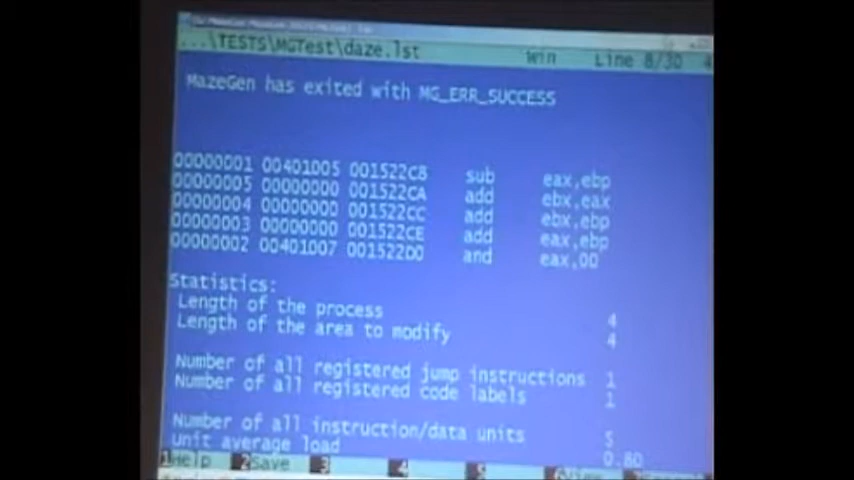 ...\TESTS\MGTest\daze.lst Win Line 8/30
MazeGen has exited with MG_ERR_SUCCESS
00000001 00401005 001522C8 sub eax,ebp
00000005 00000000 001522CA add ebx,eax
00000004 00000000 001522CC add ebx,ebp
00000003 00000000 001522CE add eax,ebp
00000002 00401007 001522D0 and eax,00
Statistics:
Length of the process 4
Length of the area to modify 4
Number of all registered jump instructions 1
Number of all registered code labels 1
Number of all instruction/data units 5
unit average load 0.80
1Help 2Save 3 4